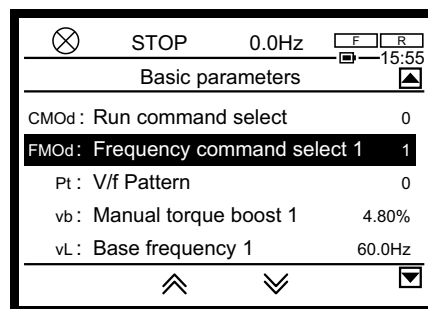 STOP 0.0Hz F R
15:55
Basic parameters
CMOd: Run command select 0
FMOd: Frequency command select 1 1
Pt: V/f Pattern 0
vb: Manual torque boost 1 4.80%
vL: Base frequency 1 60.0Hz